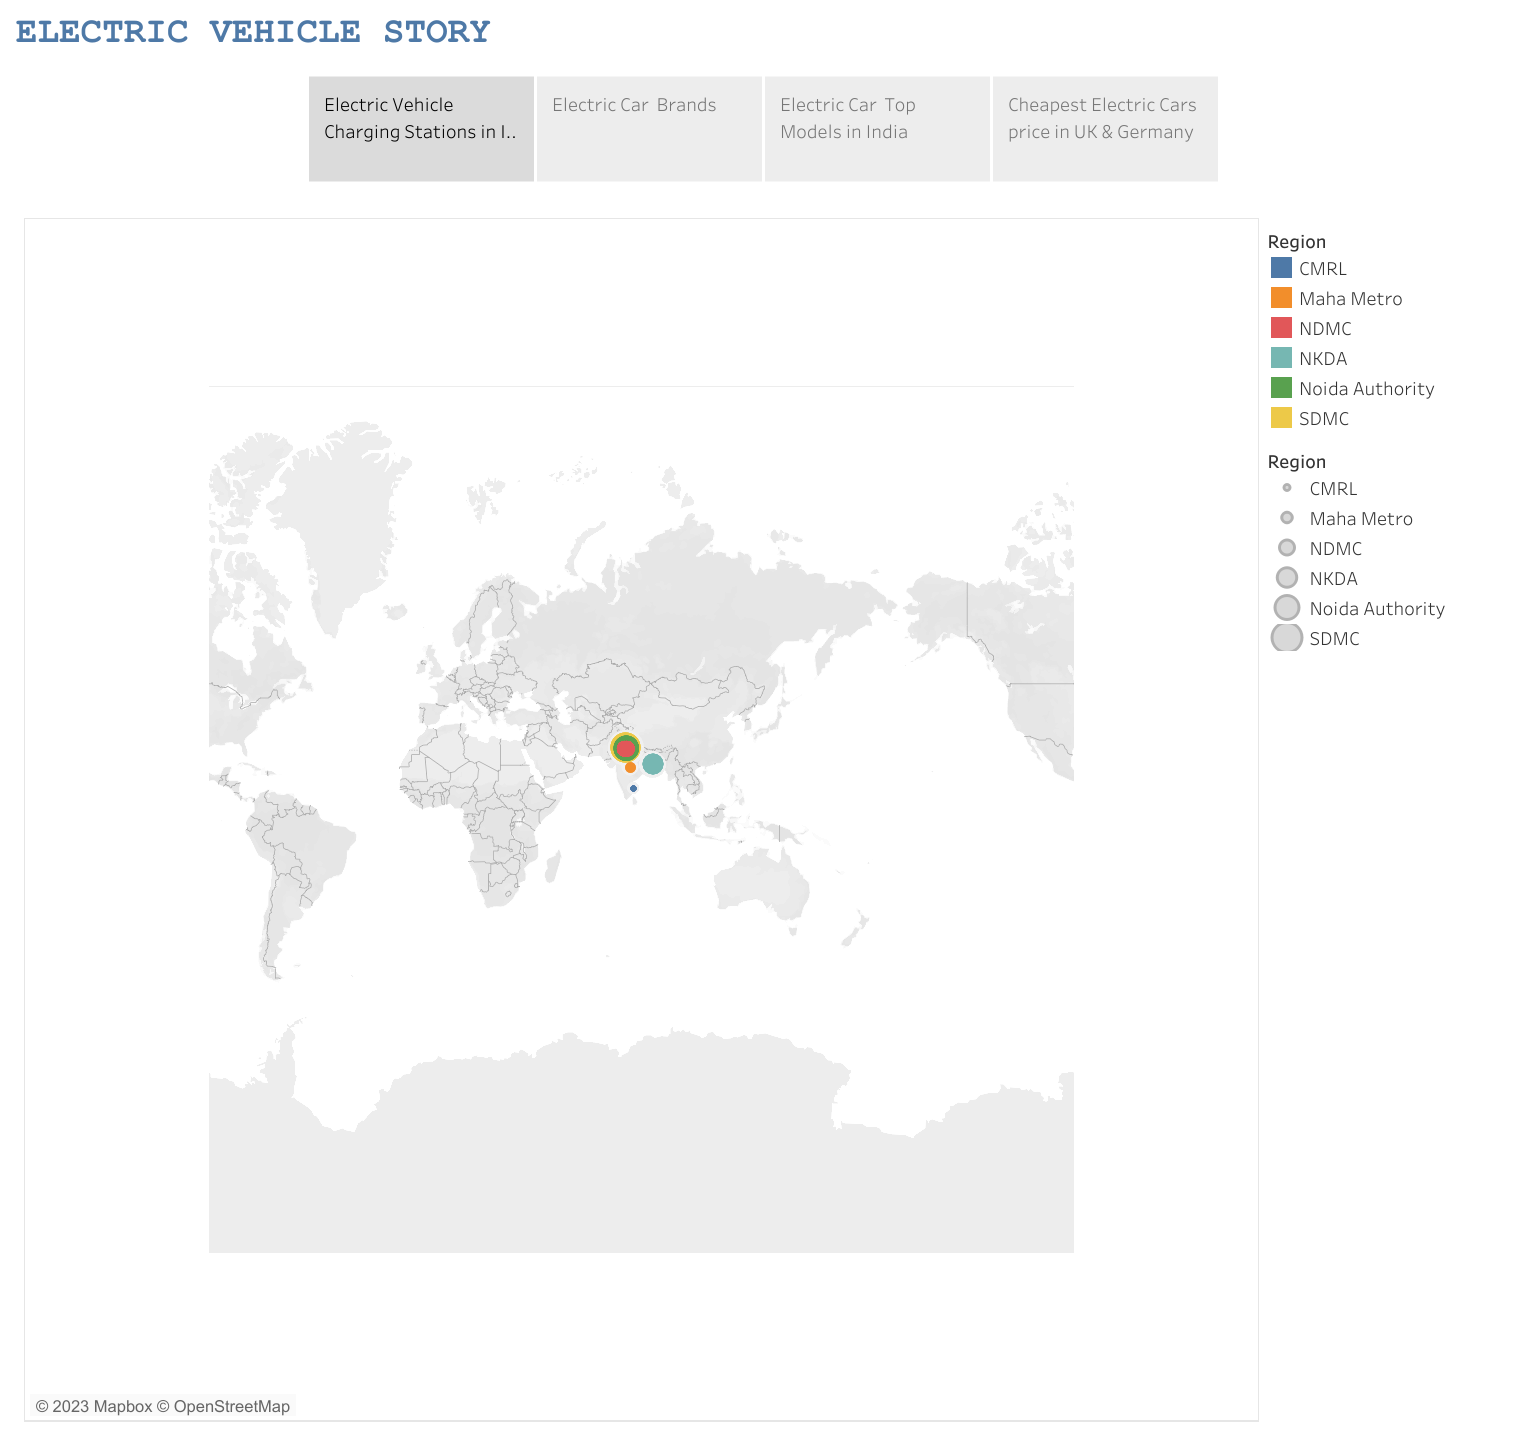 ELECTRIC VEHICLE STORY
Electric Vehicle
Charging Stations in I..
Electric Car  Brands
Electric Car  Top
Models in India
Cheapest Electric Cars
price in UK & Germany
Region
CMRL
Maha Metro
NDMC
NKDA
Noida Authority
SDMC
Region
CMRL
Maha Metro
NDMC
NKDA
Noida Authority
SDMC
© 2023 Mapbox © OpenStreetMap